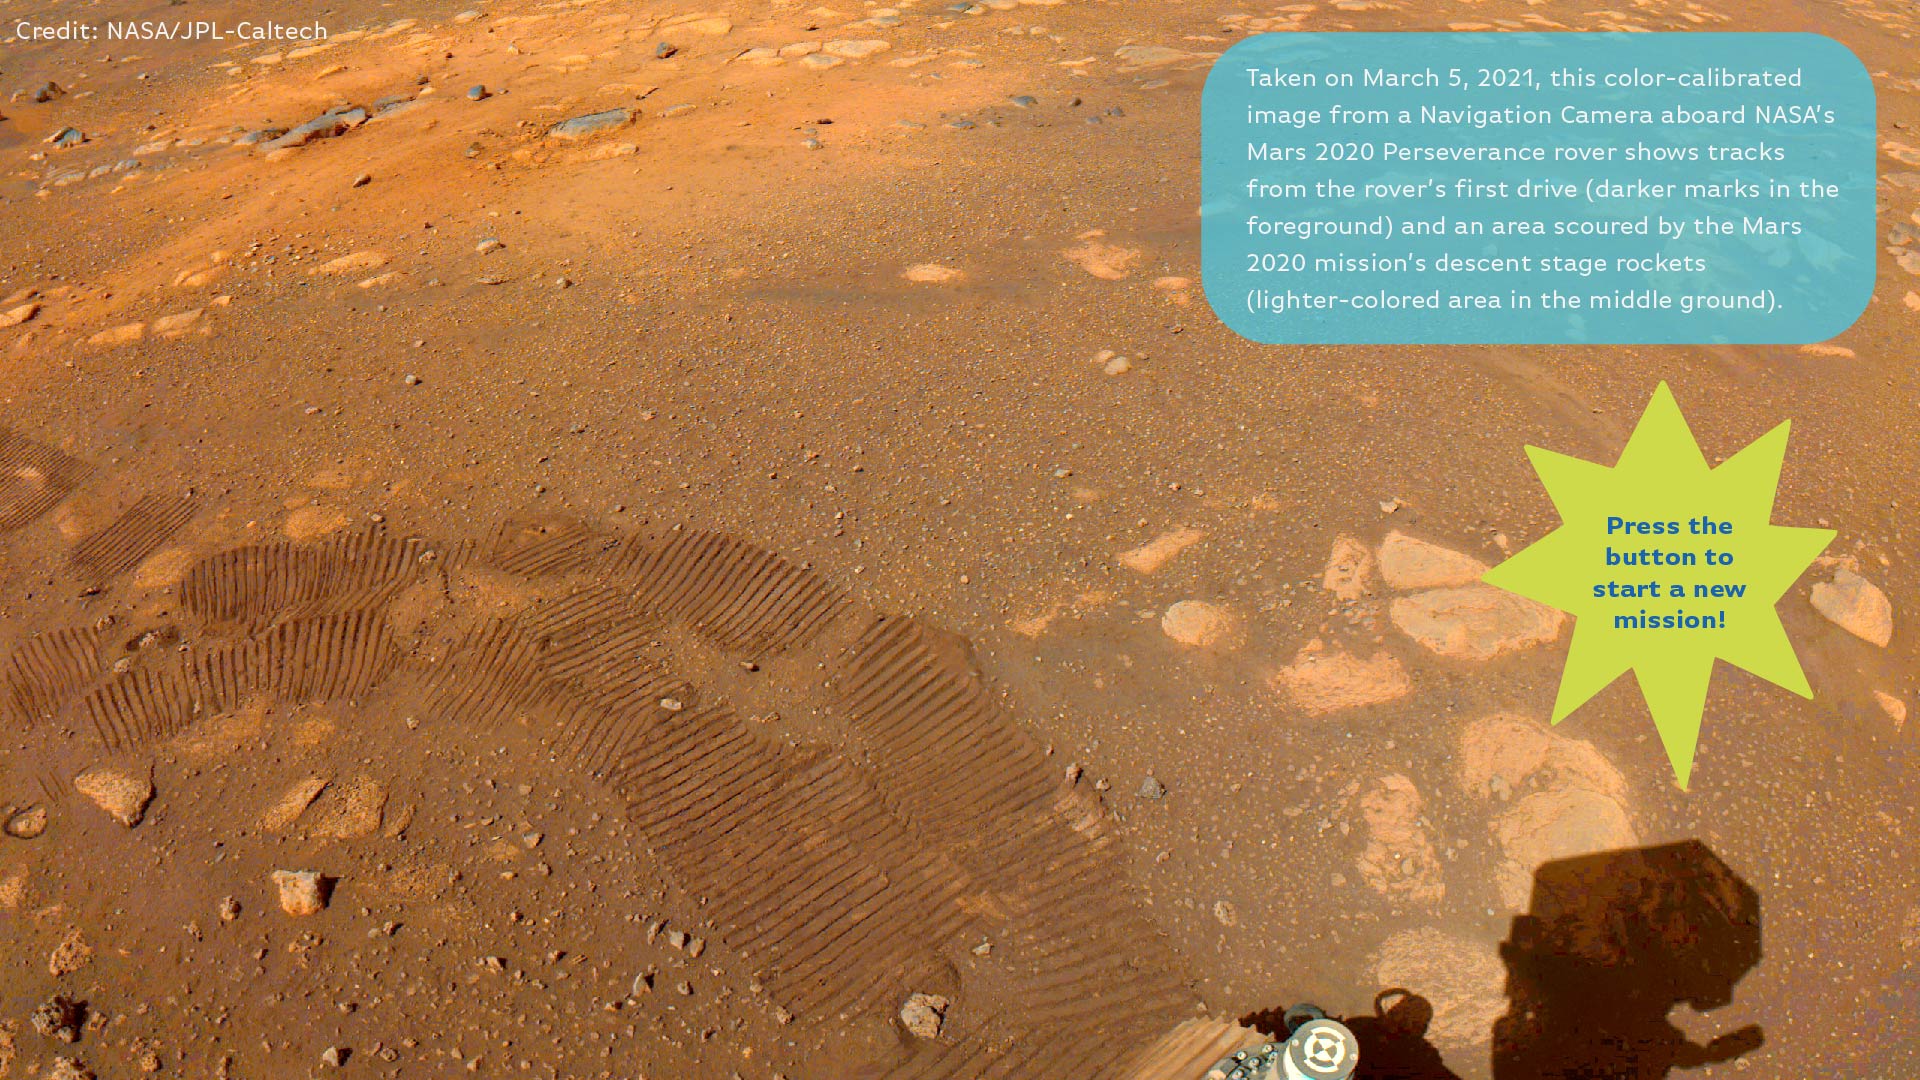 Credit: NASA/JPL-Caltech
Taken on March 5, 2021, this color-calibrated
image from a Navigation Camera aboard NASA's
Mars 2020 Perseverance rover shows tracks
from the rover's first drive (darker marks in the
foreground) and an area scoured by the Mars
2020 mission's descent stage rockets
(lighter-colored area in the middle ground).
Press the
button to
start a new
mission!